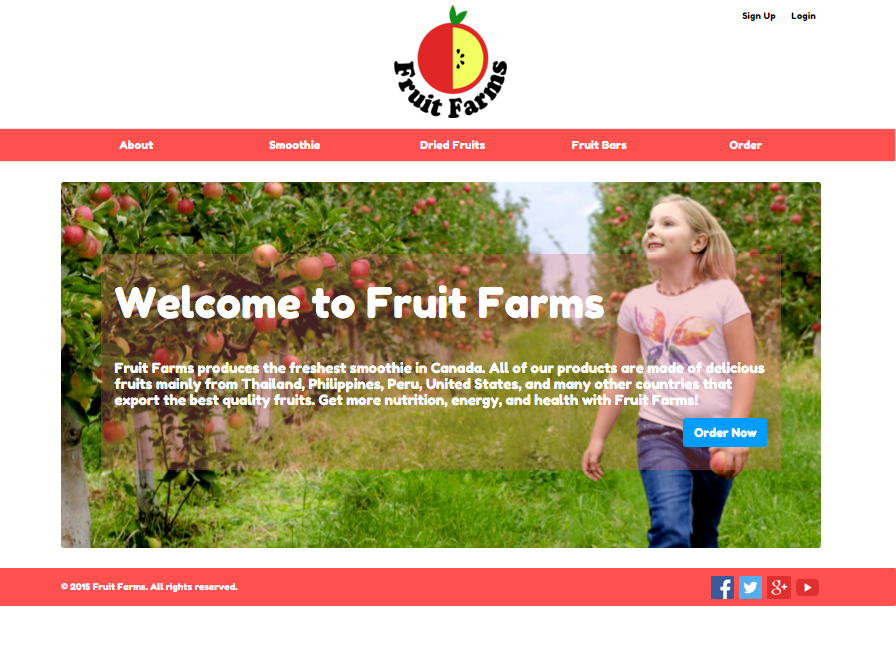 Sign Up Login
Fruit Farms
About Smoothie Dried Fruits Fruit Bars Order
Welcome to Fruit Farms
Fruit Farms produces the freshest smoothie in Canada. All of our products are made of delicious
fruits mainly from Thailand, Philippines, Peru, United States, and many other countries that
export the best quality fruits. Get more nutrition, energy, and health with Fruit Farms!
Order Now
© 2015 Fruit Farms. All rights reserved.
f g+